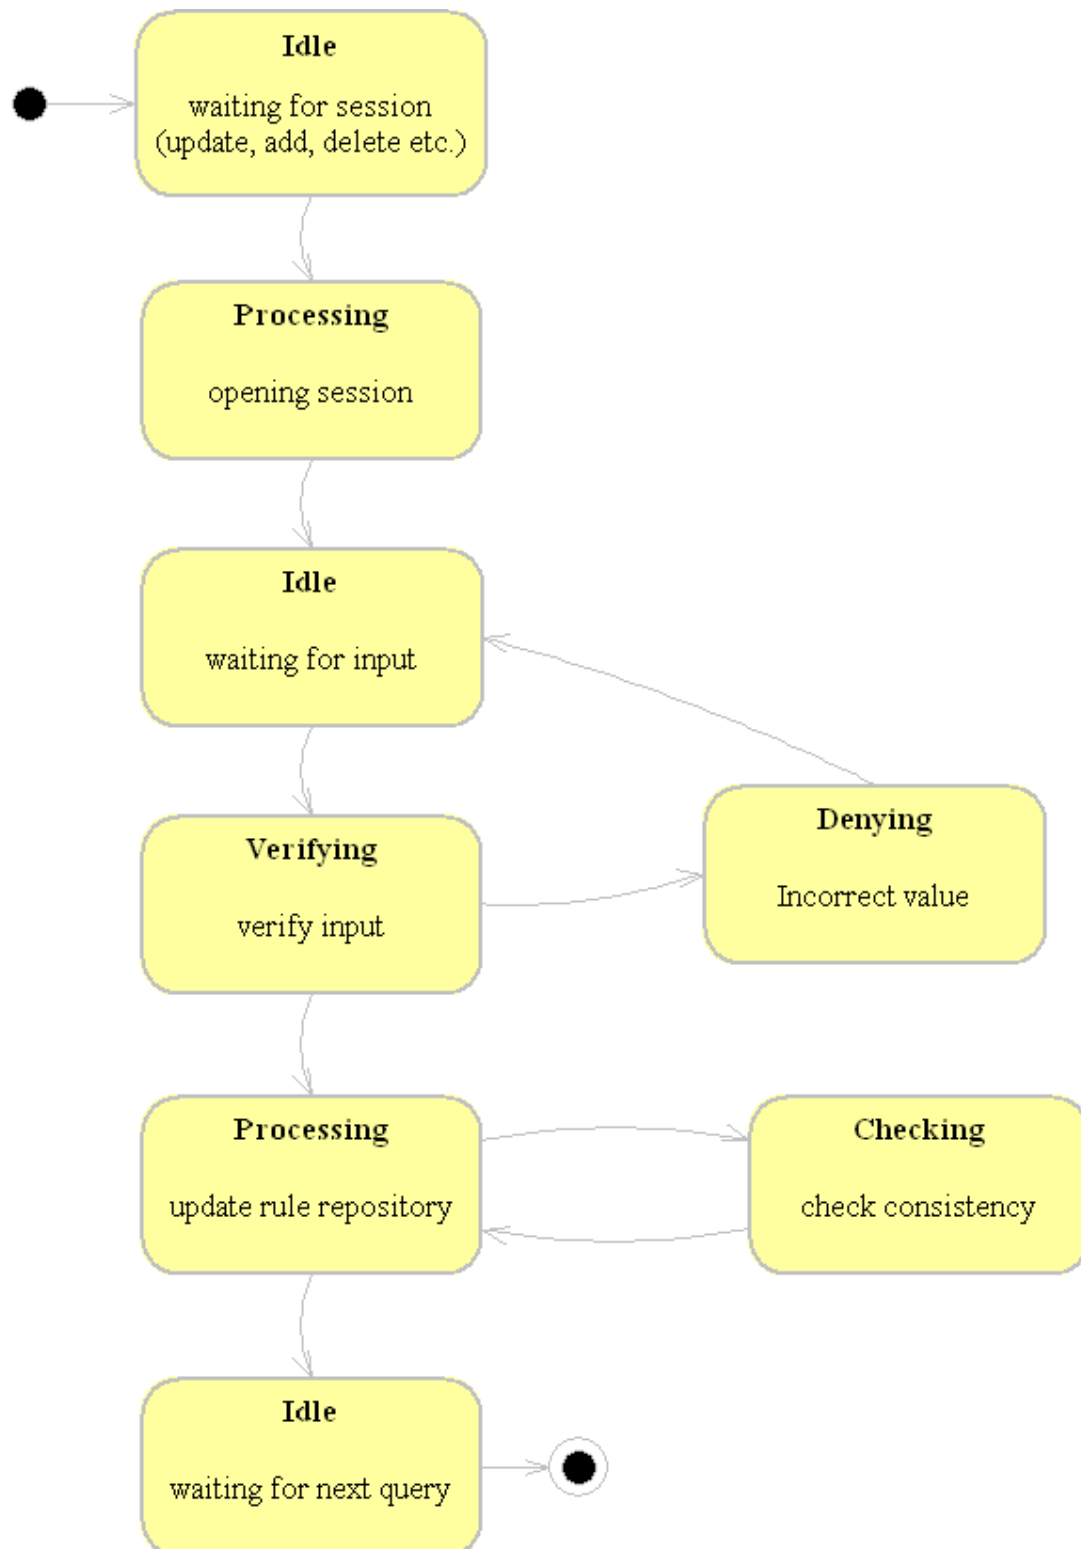 Idle
waiting for session
(update, add, delete etc.)
Processing
opening session
Idle
waiting for input
Verifying
verify input
Denying
Incorrect value
Processing
update rule repository
Checking
check consistency
Idle
waiting for next query